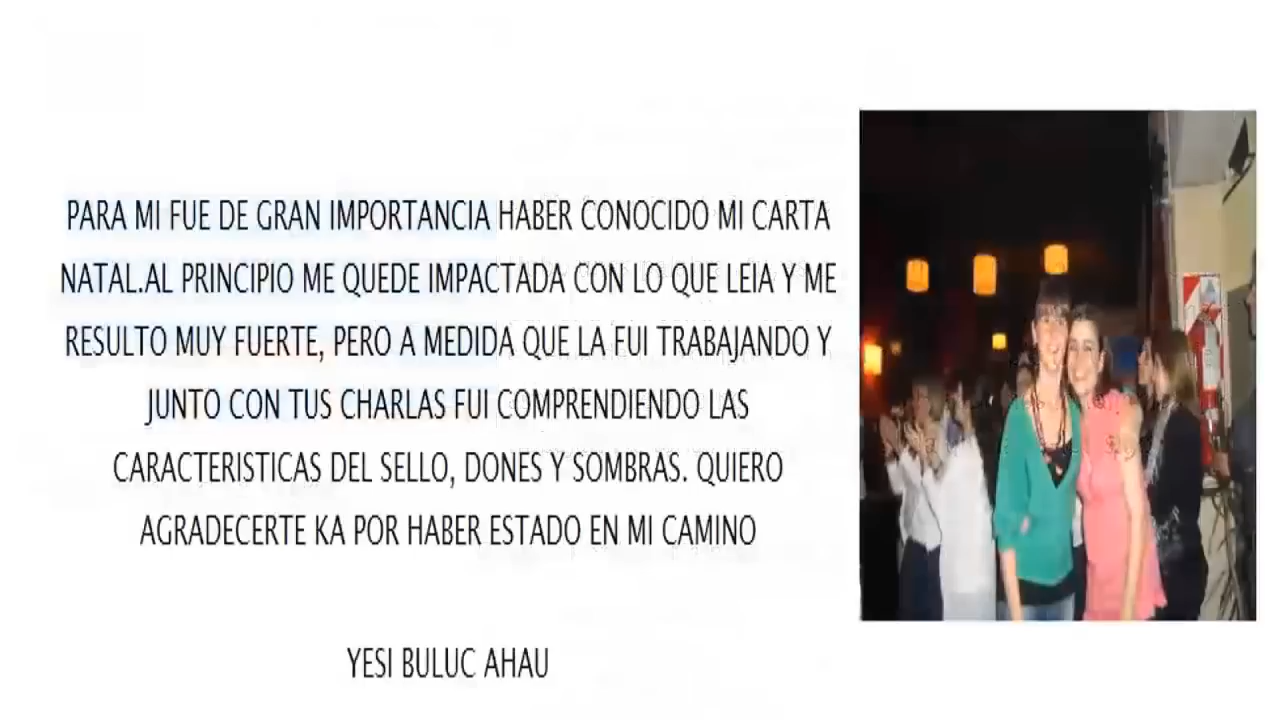 PARA MI FUE DE GRAN IMPORTANCIA HABER CONOCIDO MI CARTA
NATAL.AL PRINCIPIO ME QUEDE IMPACTADA CON LO QUE LEIA Y ME
RESULTO MUY FUERTE, PERO A MEDIDA QUE LA FUI TRABAJANDO Y
JUNTO CON TUS CHARLAS FUI COMPRENDIENDO LAS
CARACTERISTICAS DEL SELLO, DONES Y SOMBRAS. QUIERO
AGRADECERTE KA POR HABER ESTADO EN MI CAMINO
YESI BULUC AHAU